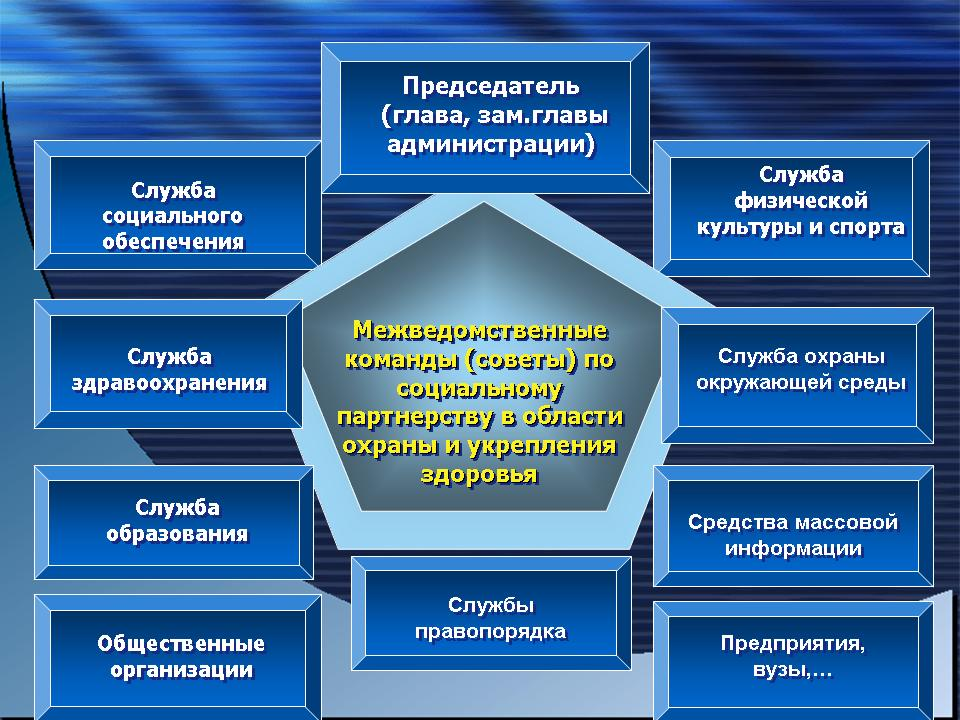 Председатель
(глава, зам.главы
администрации)
Служба
социального
обеспечения
Служба
физической
культуры и спорта
Межведомственные
команды (советы) по
социальному
партнерству в области
охраны и укрепления
здоровья
Служба
здравоохранения
Служба охраны
окружающей среды
Служба
образования
Средства массовой
информации
Службы
правопорядка
Общественные
организации
Предприятия,
вузы,…